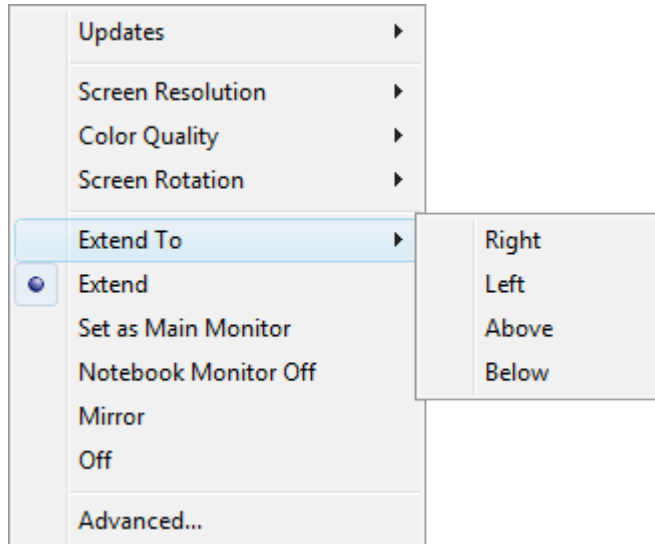 Updates
Screen Resolution
Color Quality
Screen Rotation
Extend To
Right
Extend
Left
Set as Main Monitor
Above
Notebook Monitor Off
Below
Mirror
Off
Advanced...